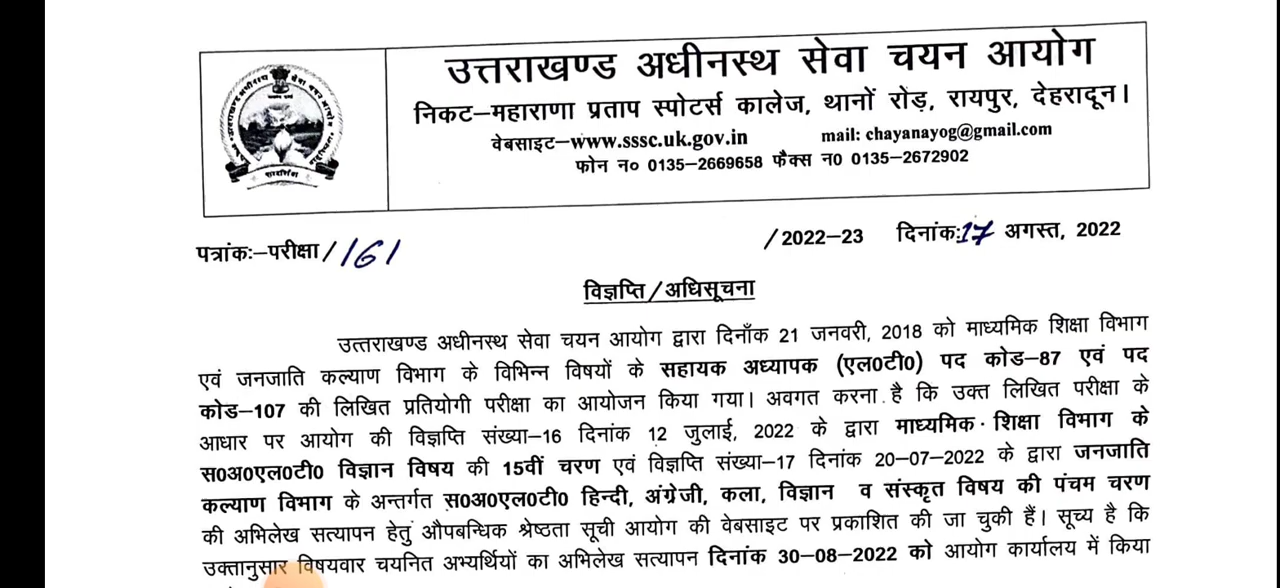 उत्तराखण्ड अधीनस्थ सेवा चयन आयोग
निकट–महाराणा प्रताप स्पोटर्स कालेज, थानों रोड़, रायपुर, देहरादून।
वेबसाइट–www.sssc.uk.gov.in mail: chayanayog@gmail.com
फोन न० 0135–2669658 फैक्स न0 0135–2672902
पत्रांकः–परीक्षा/161 /2022–23 दिनांकः17 अगस्त, 2022
विज्ञप्ति/अधिसूचना
उत्तराखण्ड अधीनस्थ सेवा चयन आयोग द्वारा दिनाँक 21 जनवरी, 2018 को माध्यमिक शिक्षा विभाग
एवं जनजाति कल्याण विभाग के विभिन्न विषयों के सहायक अध्यापक (एल0टी0) पद कोड–87 एवं पद
कोड–107 की लिखित प्रतियोगी परीक्षा का आयोजन किया गया। अवगत करना है कि उक्त लिखित परीक्षा के
आधार पर आयोग की विज्ञप्ति संख्या–16 दिनांक 12 जुलाई, 2022 के द्वारा माध्यमिक शिक्षा विभाग के
स0अ0एल0टी0 विज्ञान विषय की 15वीं चरण एवं विज्ञप्ति संख्या–17 दिनांक 20–07–2022 के द्वारा जनजाति
कल्याण विभाग के अन्तर्गत स0अ0एल0टी0 हिन्दी, अंग्रेजी, कला, विज्ञान व संस्कृत विषय की पंचम चरण
की अभिलेख सत्यापन हेतु औपबन्धिक श्रेष्ठता सूची आयोग की वेबसाइट पर प्रकाशित की जा चुकी हैं। सूच्य है कि
उक्तानुसार विषयवार चयनित अभ्यर्थियों का अभिलेख सत्यापन दिनांक 30–08–2022 को आयोग कार्यालय में किया